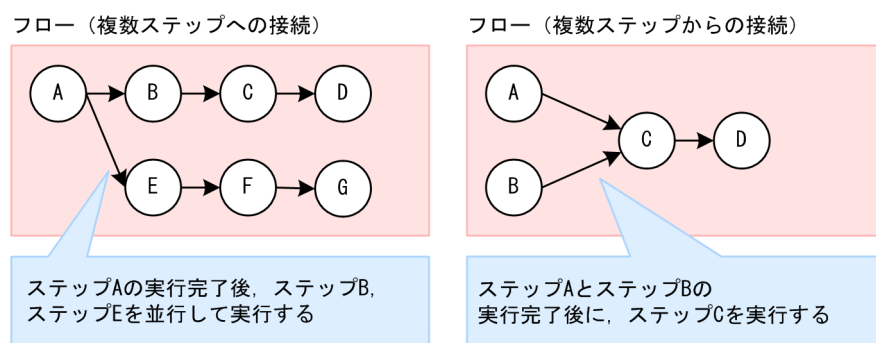 フロー（複数ステップへの接続）
A
B
C
D
E
F
G
ステップAの実行完了後，ステップB，
ステップEを並行して実行する
フロー（複数ステップからの接続）
A
B
C
D
ステップAとステップBの
実行完了後に，ステップCを実行する